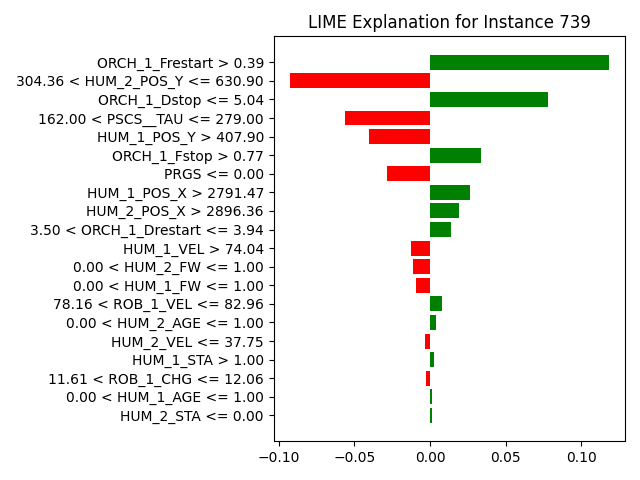 LIME Explanation for Instance 739
ORCH_1_Frestart > 0.39
304.36 < HUM_2_POS_Y <= 630.90
ORCH_1_Dstop <= 5.04
162.00 < PSCS__TAU <= 279.00
HUM_1_POS_Y > 407.90
ORCH_1_Fstop > 0.77
PRGS <= 0.00
HUM_1_POS_X > 2791.47
HUM_2_POS_X > 2896.36
3.50 < ORCH_1_Drestart <= 3.94
HUM_1_VEL > 74.04
0.00 < HUM_2_FW <= 1.00
0.00 < HUM_1_FW <= 1.00
78.16 < ROB_1_VEL <= 82.96
0.00 < HUM_2_AGE <= 1.00
HUM_2_VEL <= 37.75
HUM_1_STA > 1.00
11.61 < ROB_1_CHG <= 12.06
0.00 < HUM_1_AGE <= 1.00
HUM_2_STA <= 0.00
−0.10 −0.05 0.00 0.05 0.10